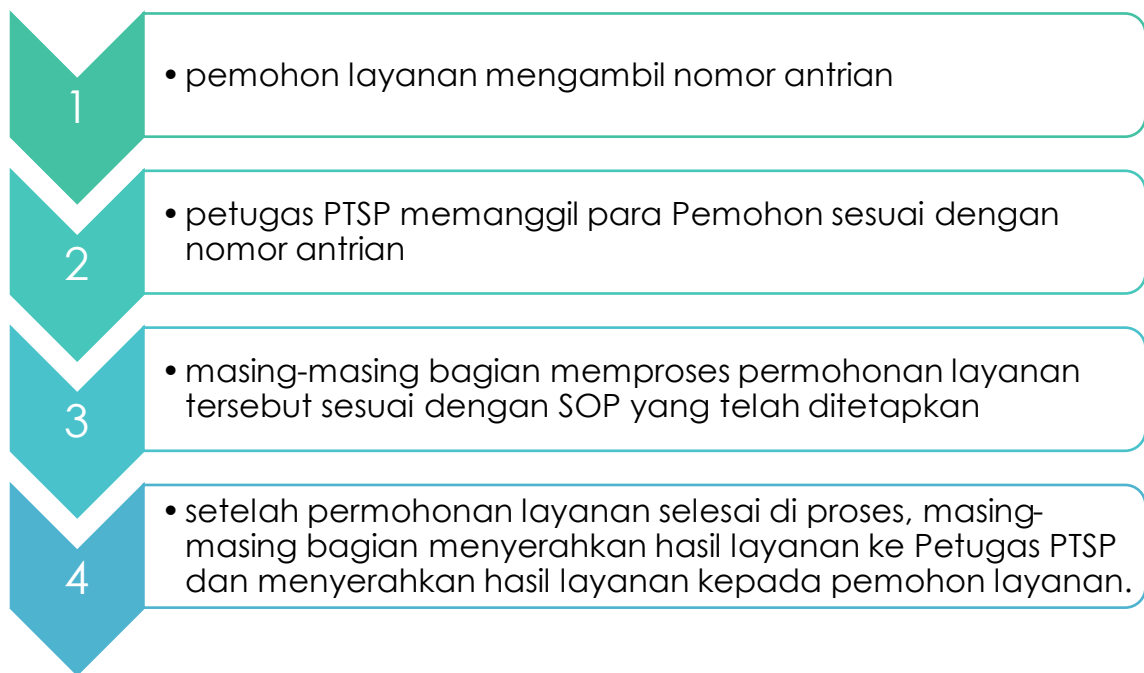 1
• pemohon layanan mengambil nomor antrian
2
• petugas PTSP memanggil para Pemohon sesuai dengan
nomor antrian
3
• masing-masing bagian memproses permohonan layanan
tersebut sesuai dengan SOP yang telah ditetapkan
4
• setelah permohonan layanan selesai di proses, masing-
masing bagian menyerahkan hasil layanan ke Petugas PTSP
dan menyerahkan hasil layanan kepada pemohon layanan.